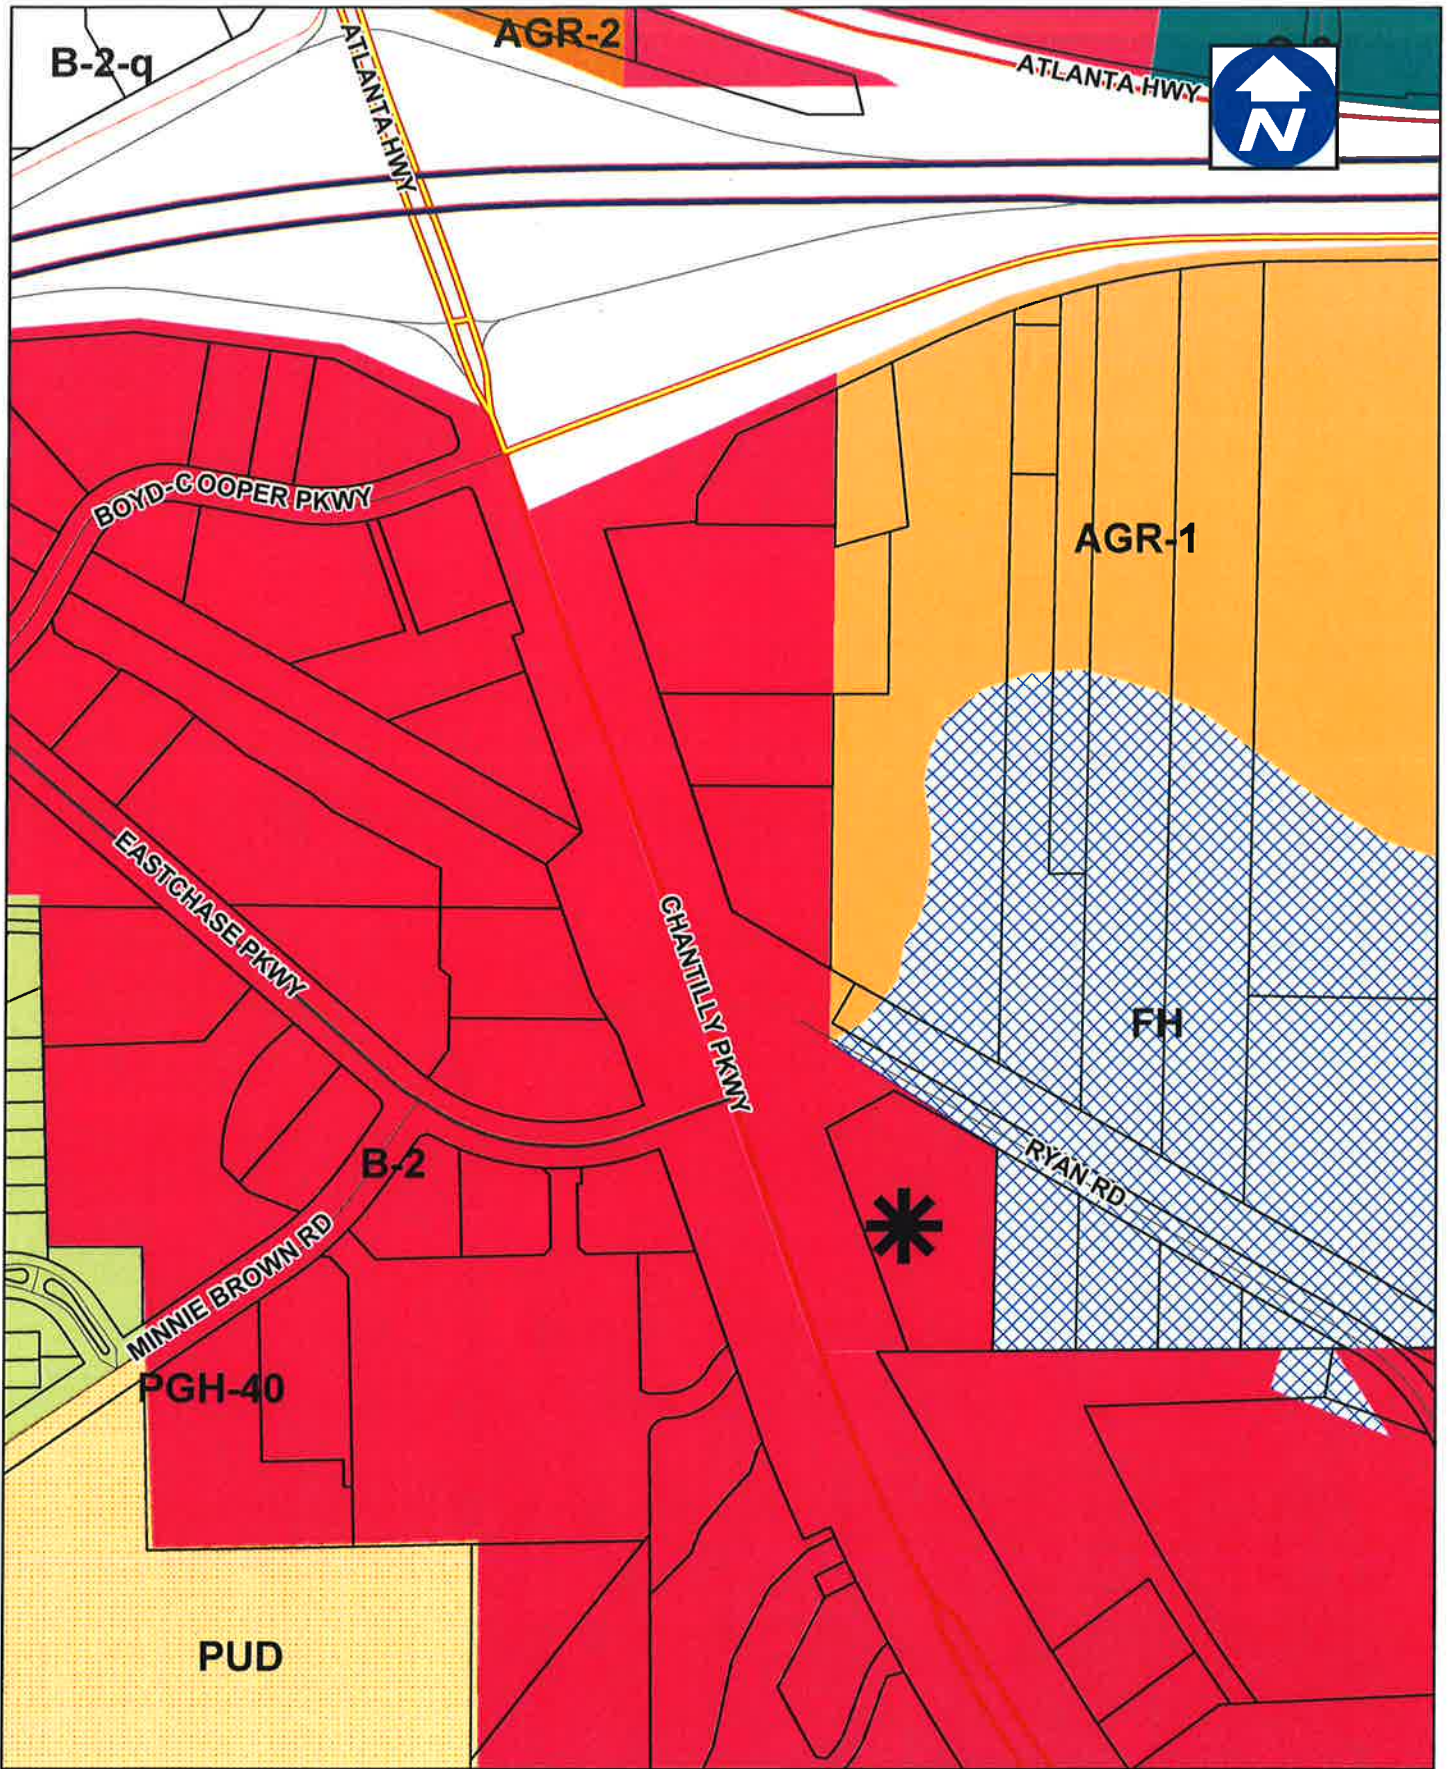 AGR-2
B-2-q
ATLANTA HWY
ATLANTA HWY
N
BOYD-COOPER PKWY
AGR-1
EASTCHASE PKWY
CHANTILLY PKWY
FH
B-2
RYAN RD
MINNIE BROWN RD
PGH-40
PUD